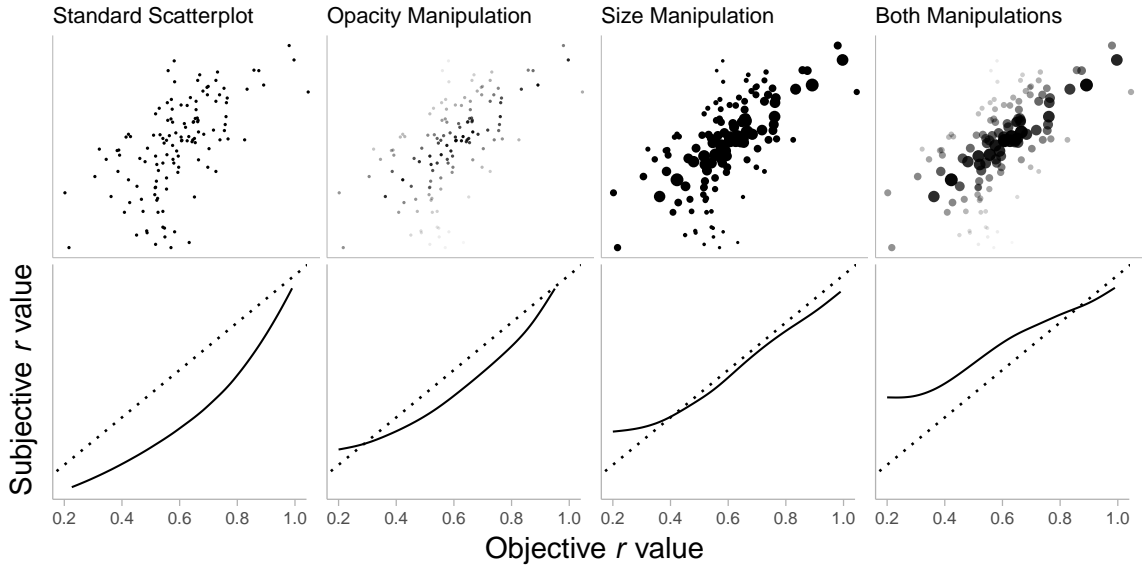 Standard Scatterplot
Opacity Manipulation
Size Manipulation
Both Manipulations
Subjective r value
0.2 0.4 0.6 0.8 1.0
0.2 0.4 0.6 0.8 1.0
0.2 0.4 0.6 0.8 1.0
0.2 0.4 0.6 0.8 1.0
Objective r value